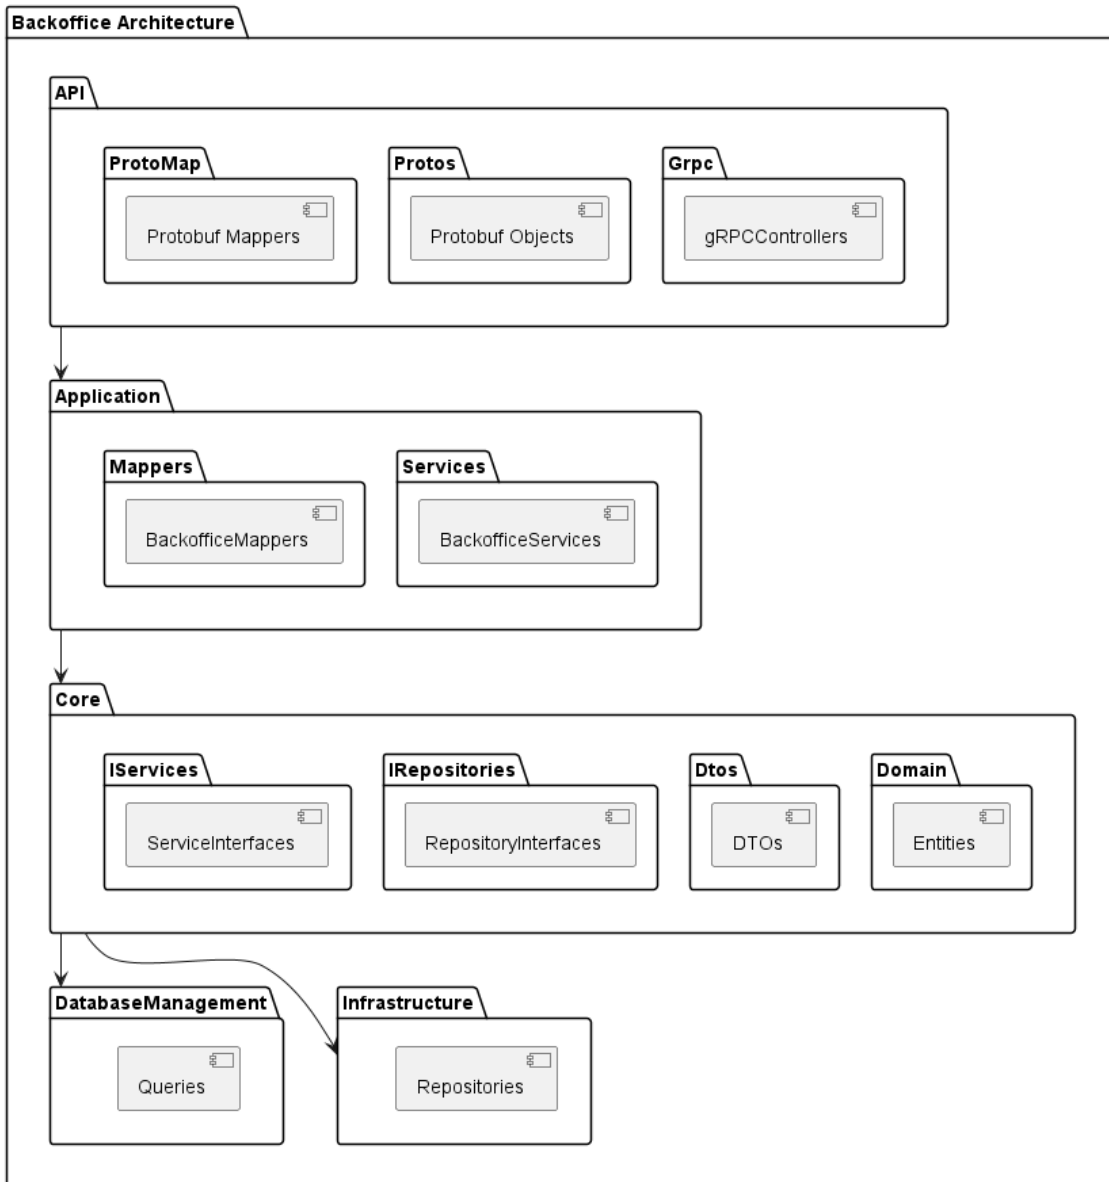 Backoffice Architecture
API
ProtoMap
Protos
Grpc
Protobuf Mappers
Protobuf Objects
gRPCControllers
Application
Mappers
Services
BackofficeMappers
BackofficeServices
Core
IServices
IRepositories
Dtos
Domain
ServiceInterfaces
RepositoryInterfaces
DTOs
Entities
DatabaseManagement
Infrastructure
Queries
Repositories